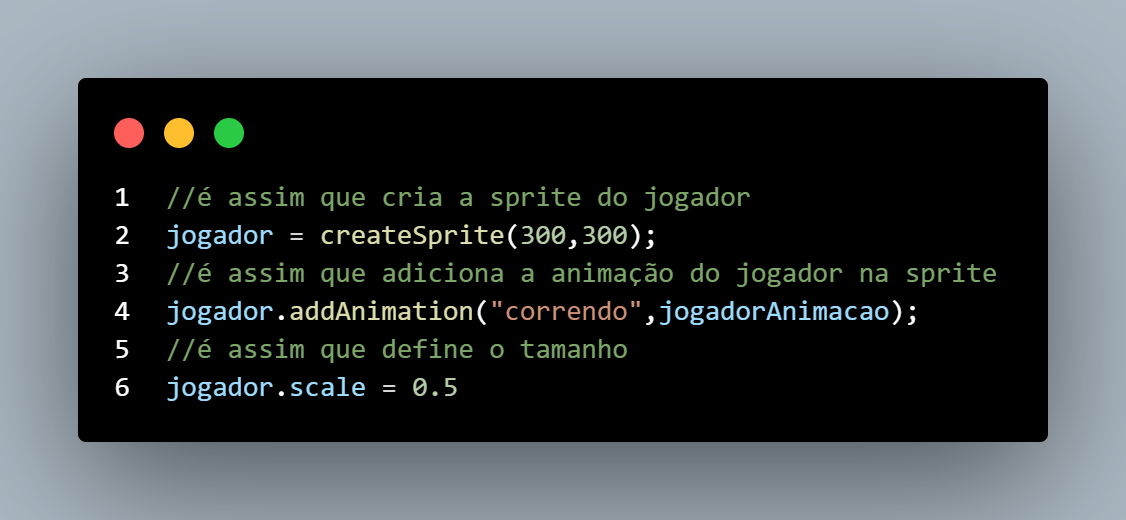 1 //é assim que cria a sprite do jogador
2 jogador = createSprite(300,300);
3 //é assim que adiciona a animação do jogador na sprite
4 jogador.addAnimation("correndo",jogadorAnimacao);
5 //é assim que define o tamanho
6 jogador.scale = 0.5